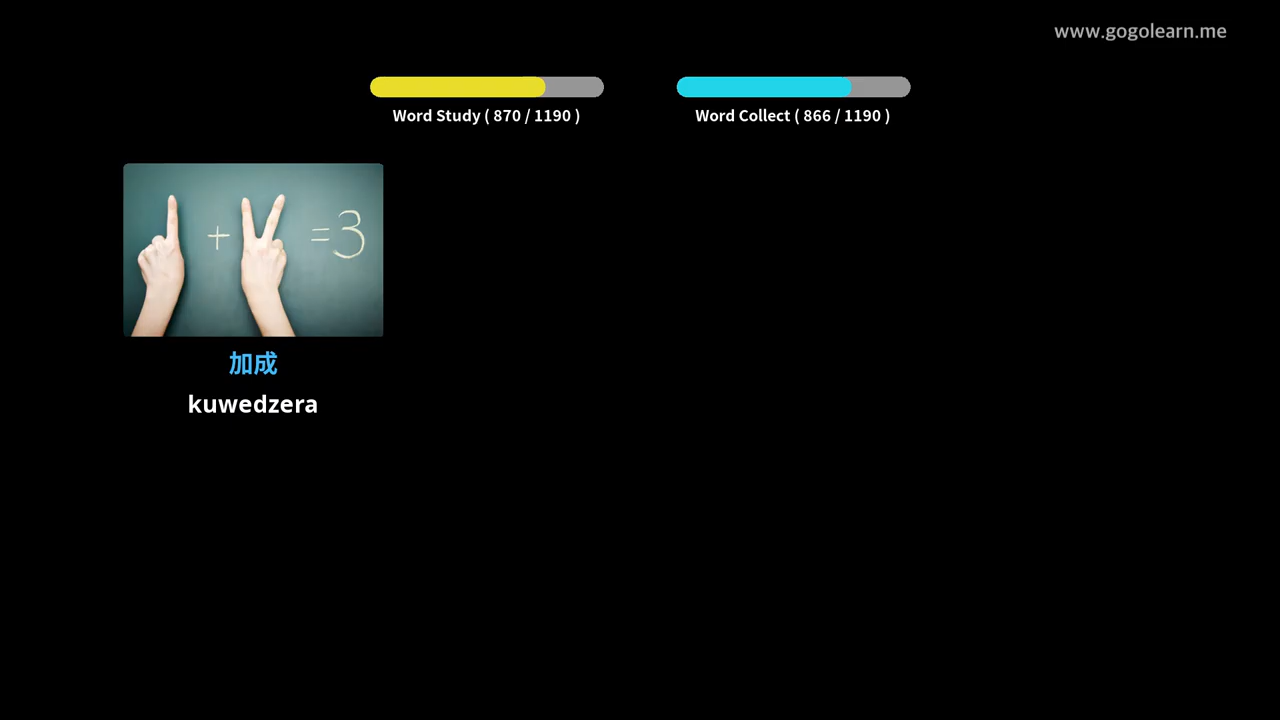 www.gogolearn.me
Word Study ( 870 / 1190 )
Word Collect ( 866 / 1190 )
+ =3
加成
kuwedzera